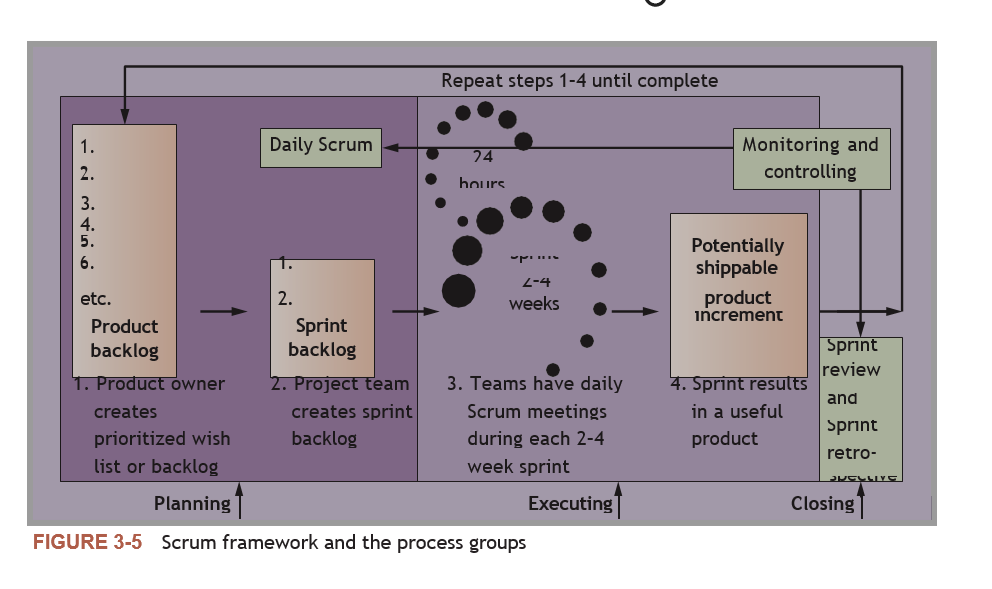 Repeat steps 1–4 until complete
1.
2.
3.
4.
5.
6.
etc.
Product
backlog
Daily Scrum
1.
2.
Sprint
backlog
24
hours
Sprint
2–4
weeks
Monitoring and
controlling
Potentially
shippable
product
increment
Sprint
review
and
Sprint
retro-
spective
1. Product owner
creates
prioritized wish
list or backlog
2. Project team
creates sprint
backlog
3. Teams have daily
Scrum meetings
during each 2–4
week sprint
4. Sprint results
in a useful
product
Planning
Executing
Closing
FIGURE 3-5 Scrum framework and the process groups